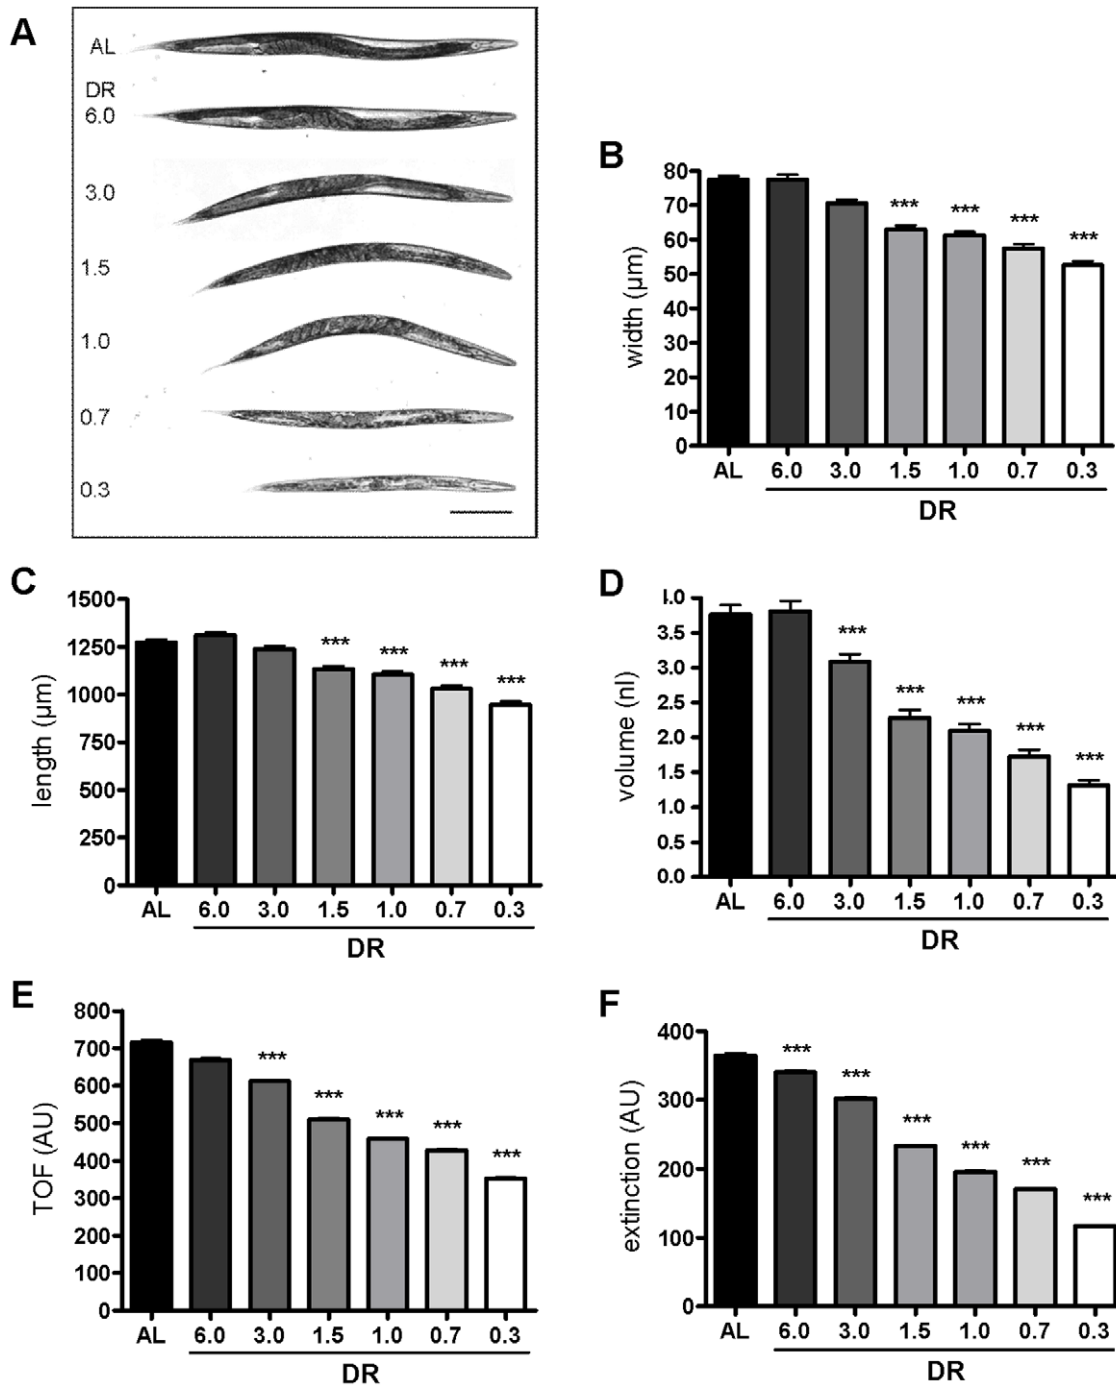 A
AL
DR
6.0
3.0
1.5
1.0
0.7
0.3
B
80
70
60
50
40
30
20
10
0
width (µm)
*** *** *** ***
AL 6.0 3.0 1.5 1.0 0.7 0.3
DR
C
1500
1250
1000
750
500
250
0
length (µm)
*** *** *** ***
AL 6.0 3.0 1.5 1.0 0.7 0.3
DR
D
.0
3.5
3.0
2.5
2.0
1.5
1.0
0.5
0.0
volume (nl)
*** *** *** *** ***
AL 6.0 3.0 1.5 1.0 0.7 0.3
DR
E
800
700
600
500
400
300
200
100
0
TOF (AU)
*** *** *** *** ***
AL 6.0 3.0 1.5 1.0 0.7 0.3
DR
F
400
300
200
100
0
extinction (AU)
*** *** *** *** *** ***
AL 6.0 3.0 1.5 1.0 0.7 0.3
DR